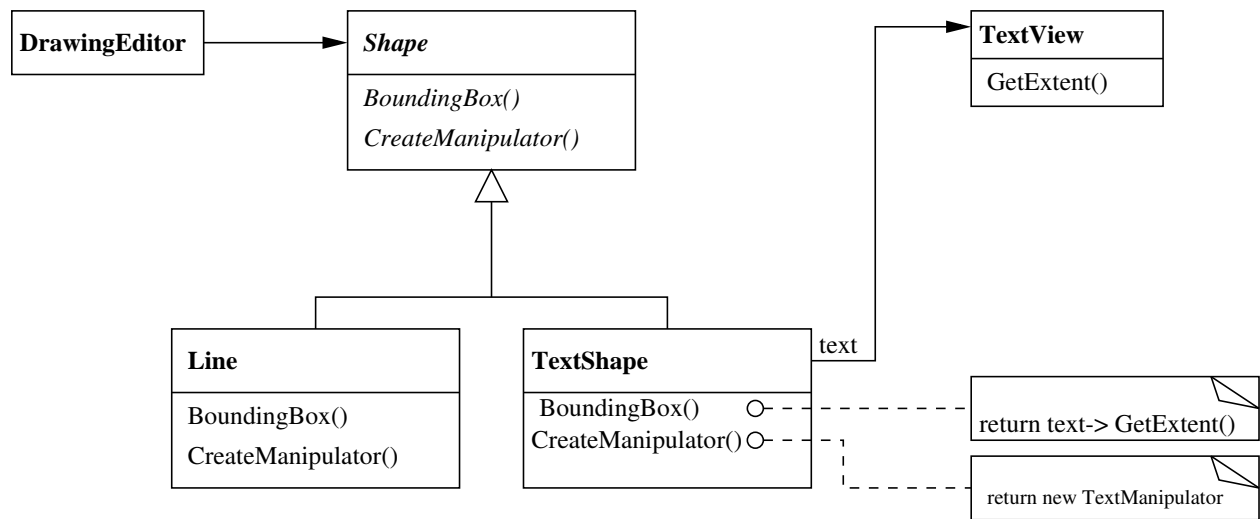 DrawingEditor
Shape
BoundingBox()
CreateManipulator()
TextView
GetExtent()
Line
BoundingBox()
CreateManipulator()
TextShape
BoundingBox()
CreateManipulator()
text
return text-> GetExtent()
return new TextManipulator